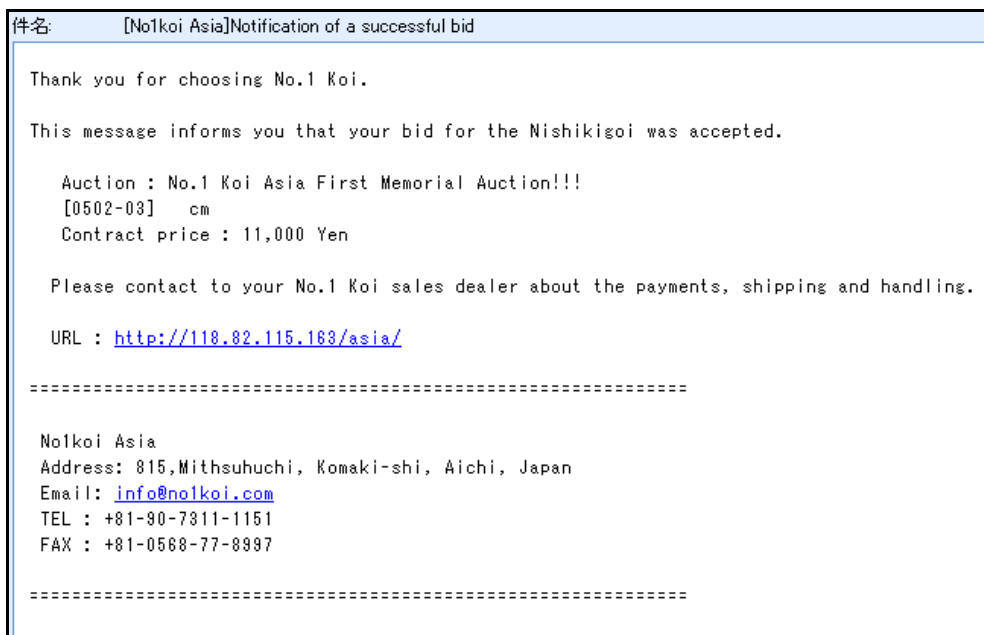 件名: [No1koi Asia]Notification of a successful bid
Thank you for choosing No.1 Koi.
This message informs you that your bid for the Nishikigoi was accepted.
Auction : No.1 Koi Asia First Memorial Auction!!!
[0502-03] cm
Contract price : 11,000 Yen
Please contact to your No.1 Koi sales dealer about the payments, shipping and handling.
URL : http://118.82.115.163/asia/
==============================================================
No1koi Asia
Address: 815,Mithsuhuchi, Komaki-shi, Aichi, Japan
Email: info@no1koi.com
TEL : +81-90-7311-1151
FAX : +81-0568-77-8997
==============================================================